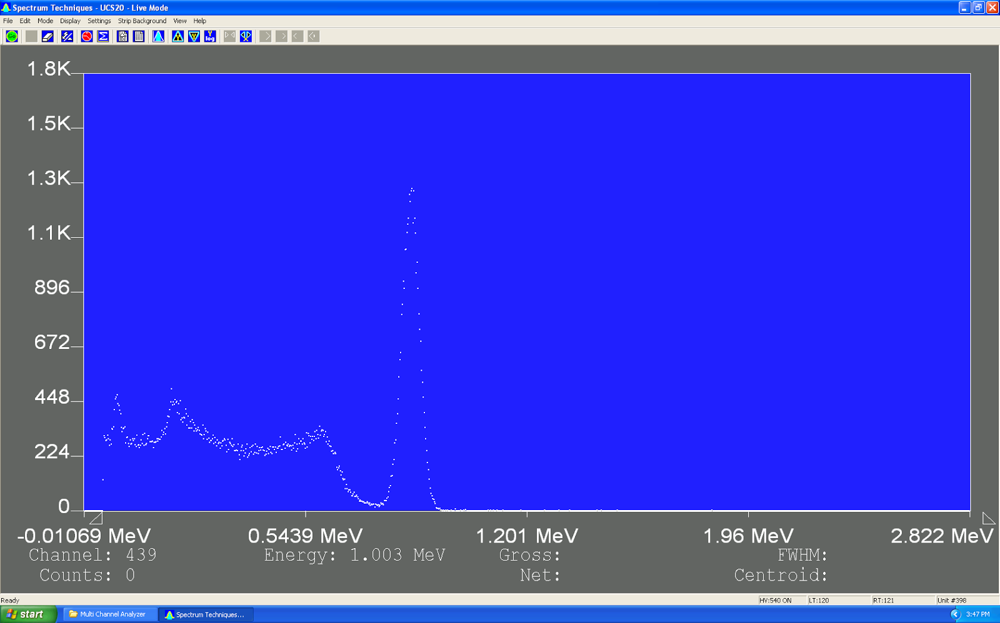 Spectrum Techniques - UCS20 - Live Mode
File Edit Mode Display Settings Strip Background View Help
Go Y log
1.8K
1.5K
1.3K
1.1K
896
672
448
224
0
-0.01069 MeV 0.5439 MeV 1.201 MeV 1.96 MeV 2.822 MeV
Channel: 439 Energy: 1.003 MeV Gross: FWHM:
Counts: 0 Net: Centroid:
Ready HV:540 ON LT:120 RT:121 Unit #398
start Multi Channel Analyzer Spectrum Techniques... 3:47 PM